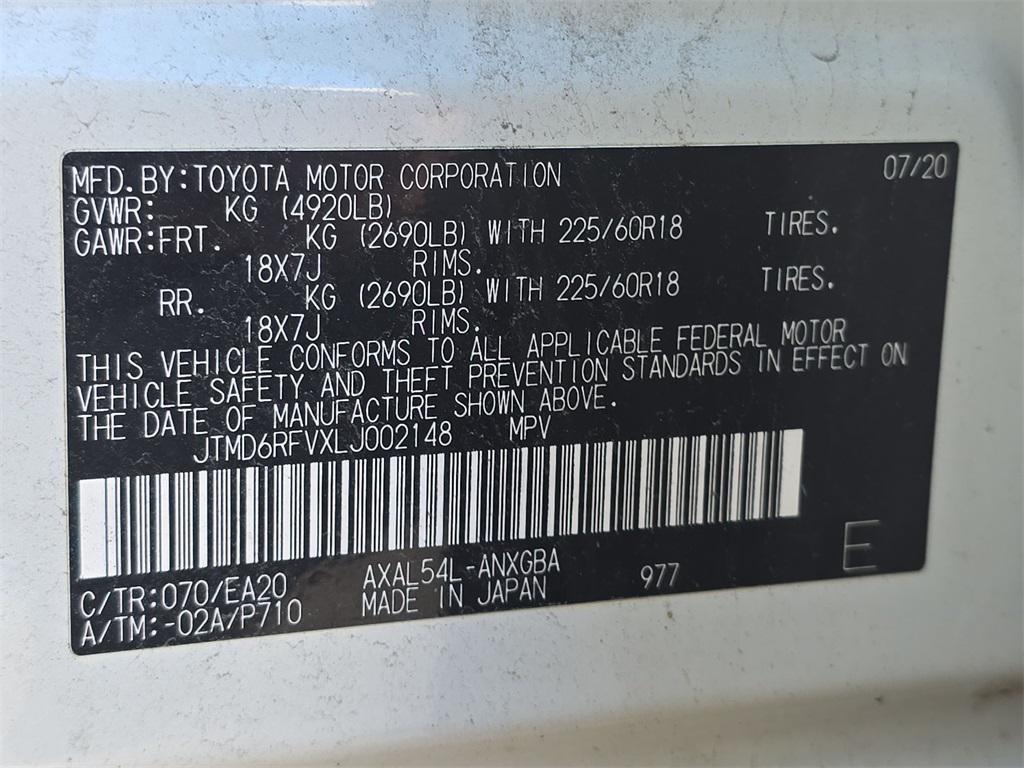 MFD.BY:TOYOTA MOTOR CORPORATION 07/20
GVWR: KG (4920LB)
GAWR:FRT. KG (2690LB) WITH 225/60R18 TIRES.
18X7J RIMS.
RR. KG (2690LB) WITH 225/60R18 TIRES.
18X7J RIMS.
THIS VEHICLE CONFORMS TO ALL APPLICABLE FEDERAL MOTOR
VEHICLE SAFETY AND THEFT PREVENTION STANDARDS IN EFFECT ON
THE DATE OF MANUFACTURE SHOWN ABOVE.
JTMD6RFVXLJ002148 MPV
C/TR:070/EA20 AXAL54L-ANXGBA 977 E
A/TM:-02A/P710 MADE IN JAPAN